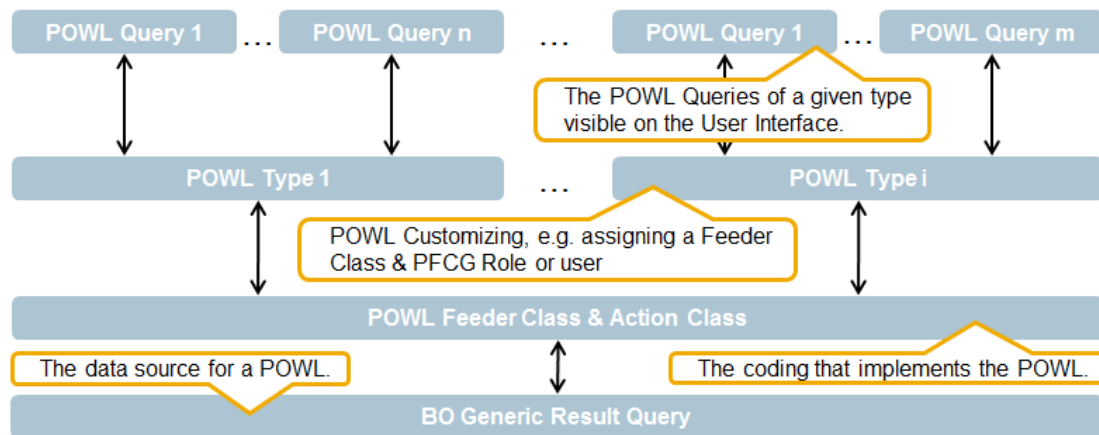 POWL Query 1 ... POWL Query n ... POWL Query 1 ... POWL Query m
The POWL Queries of a given type
visible on the User Interface.
POWL Type 1 ... POWL Type i
POWL Customizing, e.g. assigning a Feeder
Class & PFCG Role or user
POWL Feeder Class & Action Class
The data source for a POWL.
The coding that implements the POWL.
BO Generic Result Query